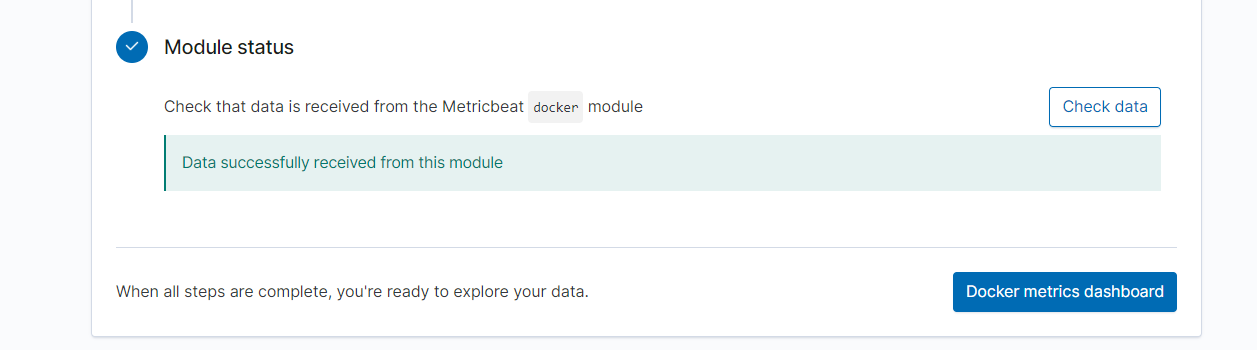 Module status
Check that data is received from the Metricbeat docker module
Check data
Data successfully received from this module
When all steps are complete, you're ready to explore your data.
Docker metrics dashboard